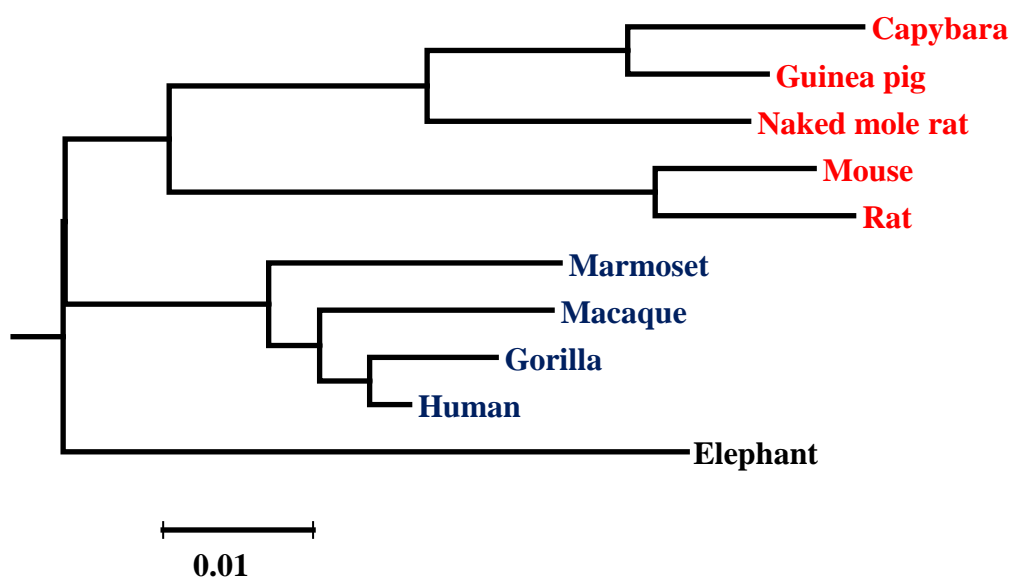 Capybara
Guinea pig
Naked mole rat
Mouse
Rat
Marmoset
Macaque
Gorilla
Human
Elephant
0.01